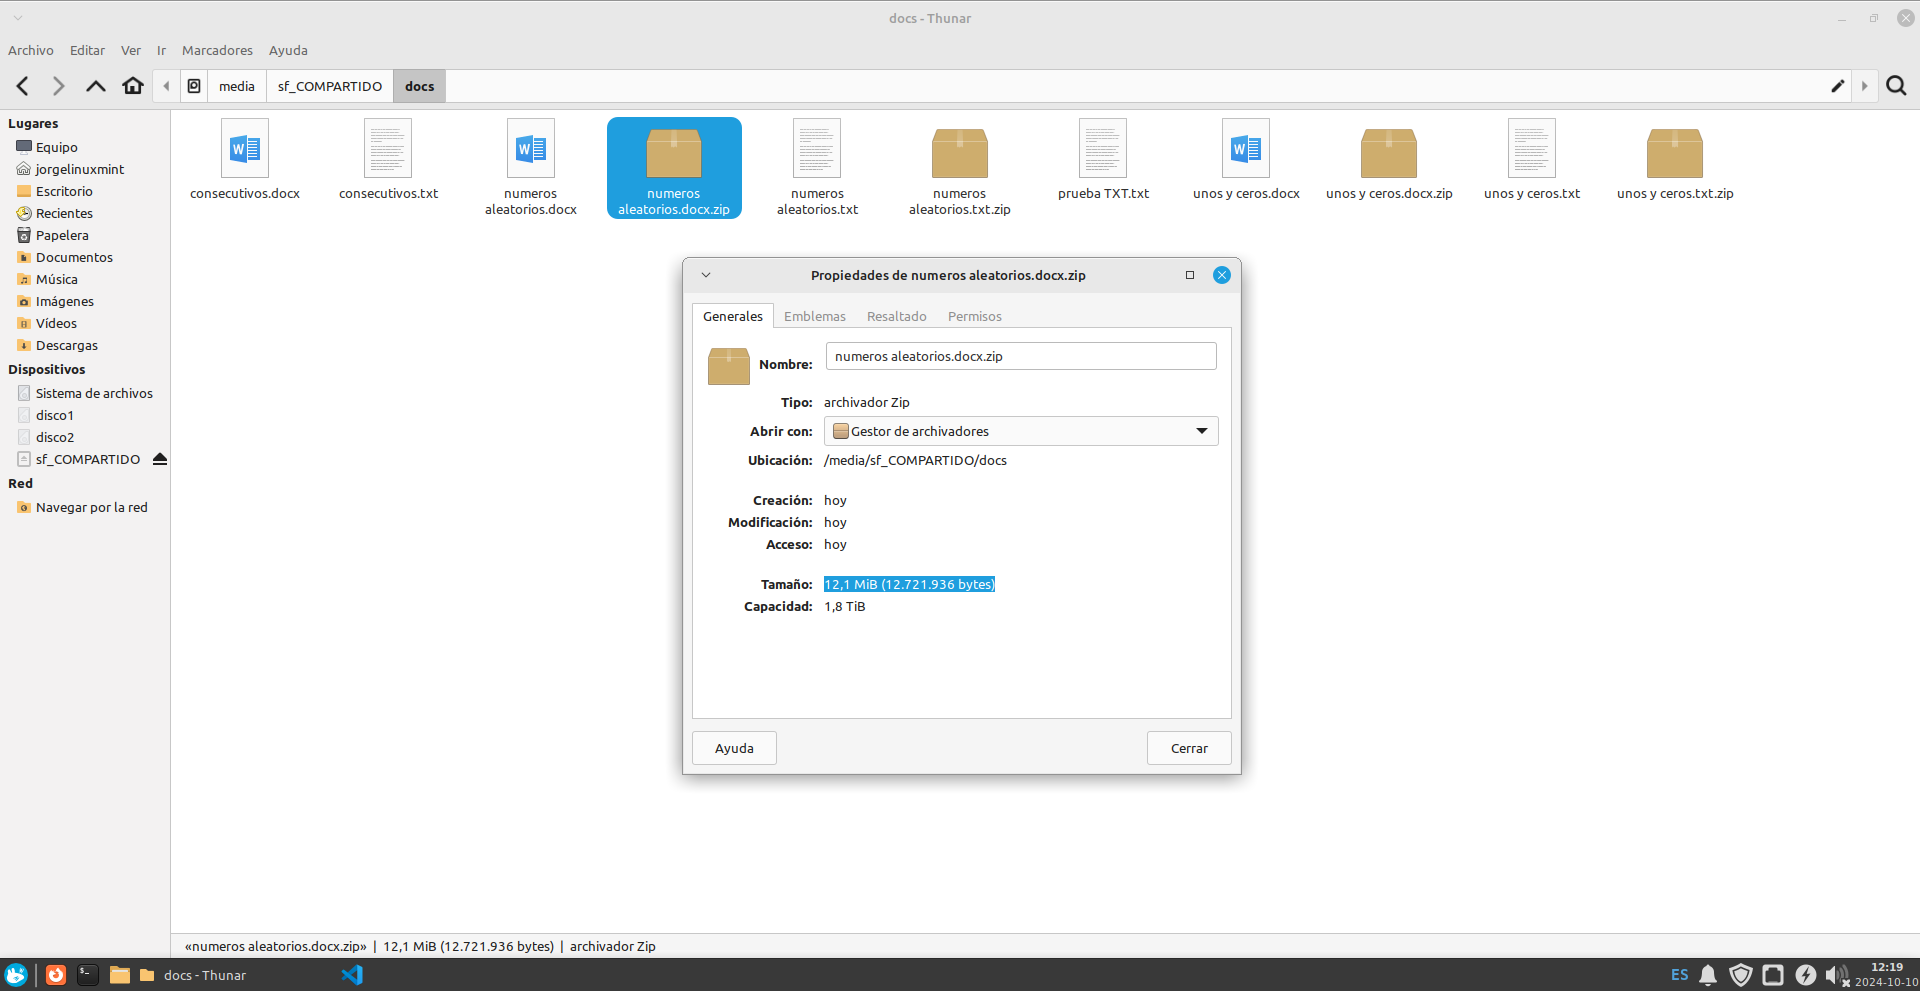 docs - Thunar
Archivo Editar Ver Ir Marcadores Ayuda
media sf_COMPARTIDO docs
Lugares
Equipo
jorgelinuxmint
Escritorio
Recientes
Papelera
Documentos
Música
Imágenes
Vídeos
Descargas
Dispositivos
Sistema de archivos
disco1
disco2
sf_COMPARTIDO
Red
Navegar por la red
consecutivos.docx
consecutivos.txt
numeros
aleatorios.docx
numeros
aleatorios.docx.zip
numeros
aleatorios.txt
numeros
aleatorios.txt.zip
prueba TXT.txt
unos y ceros.docx
unos y ceros.docx.zip
unos y ceros.txt
unos y ceros.txt.zip
Propiedades de numeros aleatorios.docx.zip
Generales Emblemas Resaltado Permisos
Nombre: numeros aleatorios.docx.zip
Tipo: archivador Zip
Abrir con: Gestor de archivadores
Ubicación: /media/sf_COMPARTIDO/docs
Creación: hoy
Modificación: hoy
Acceso: hoy
Tamaño: 12,1 MiB (12.721.936 bytes)
Capacidad: 1,8 TiB
Ayuda Cerrar
«numeros aleatorios.docx.zip» | 12,1 MiB (12.721.936 bytes) | archivador Zip
docs - Thunar
ES
12:19
2024-10-10